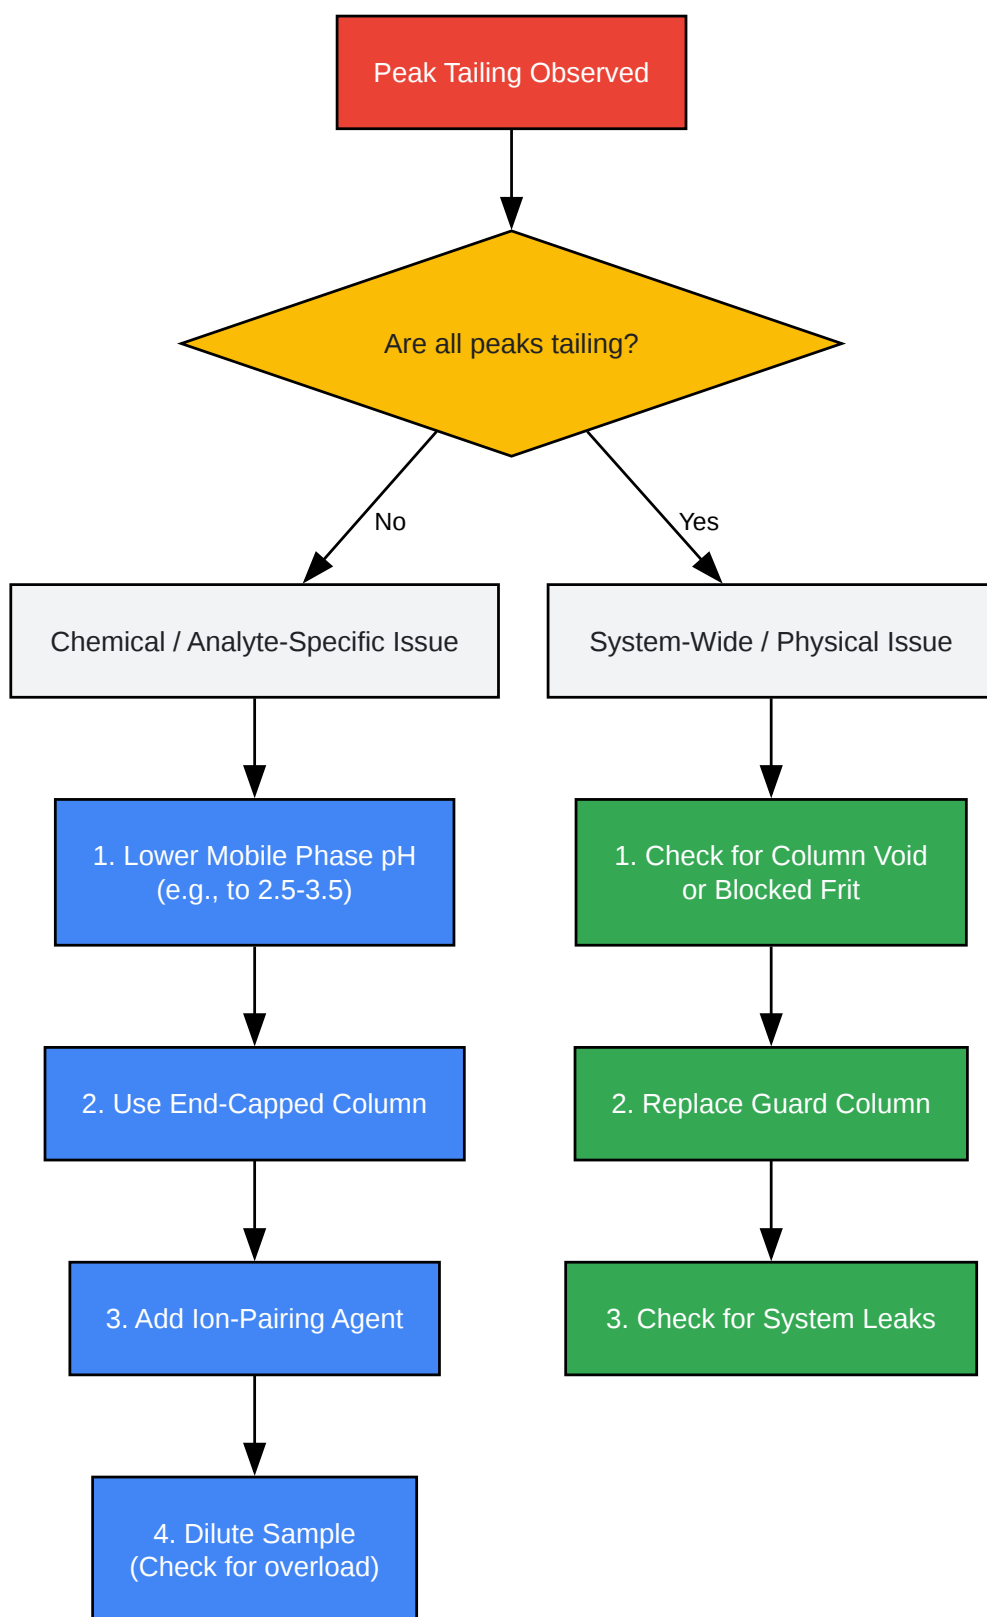 Peak Tailing Observed
Are all peaks tailing?
No
Yes
Chemical / Analyte-Specific Issue
System-Wide / Physical Issue
1. Lower Mobile Phase pH
(e.g., to 2.5-3.5)
1. Check for Column Void
or Blocked Frit
2. Use End-Capped Column
2. Replace Guard Column
3. Add Ion-Pairing Agent
3. Check for System Leaks
4. Dilute Sample
(Check for overload)